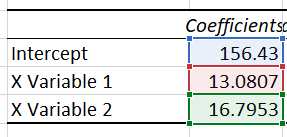 Coefficients
Intercept 156.43
X Variable 1 13.0807
X Variable 2 16.7953